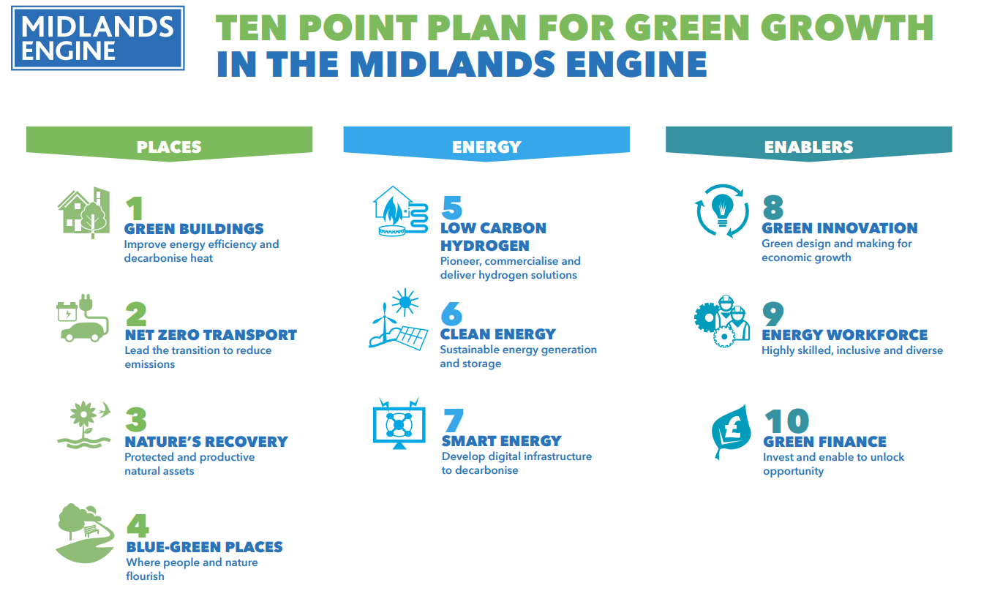 MIDLANDS
ENGINE
TEN POINT PLAN FOR GREEN GROWTH
IN THE MIDLANDS ENGINE
PLACES
1
GREEN BUILDINGS
Improve energy efficiency and
decarbonise heat
2
NET ZERO TRANSPORT
Lead the transition to reduce
emissions
3
NATURE’S RECOVERY
Protected and productive
natural assets
4
BLUE-GREEN PLACES
Where people and nature
flourish
ENERGY
5
LOW CARBON
HYDROGEN
Pioneer, commercialise and
deliver hydrogen solutions
6
CLEAN ENERGY
Sustainable energy generation
and storage
7
SMART ENERGY
Develop digital infrastructure
to decarbonise
ENABLERS
8
GREEN INNOVATION
Green design and making for
economic growth
9
ENERGY WORKFORCE
Highly skilled, inclusive and diverse
£
10
GREEN FINANCE
Invest and enable to unlock
opportunity